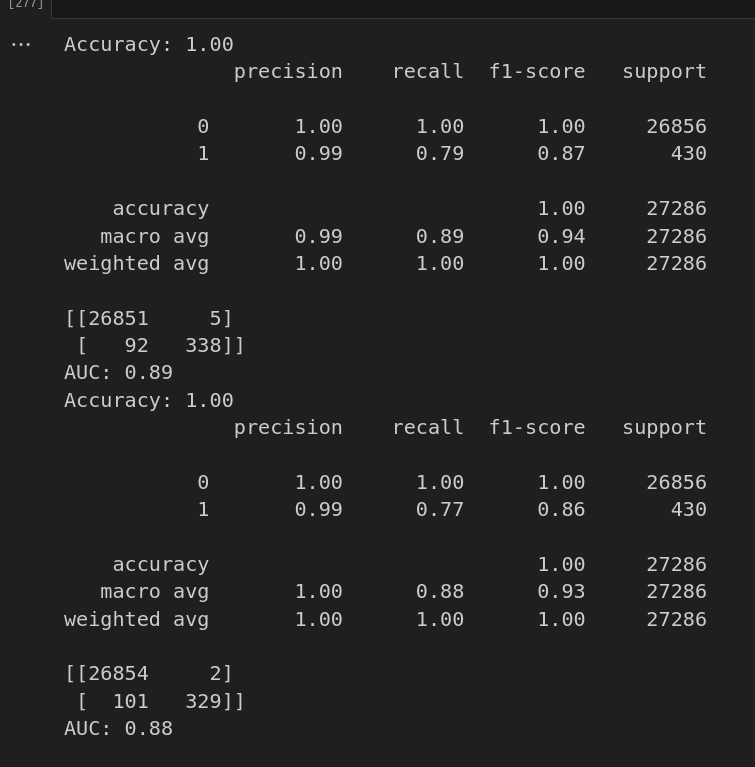 [277]
...
Accuracy: 1.00
precision recall f1-score support
0 1.00 1.00 1.00 26856
1 0.99 0.79 0.87 430
accuracy 1.00 27286
macro avg 0.99 0.89 0.94 27286
weighted avg 1.00 1.00 1.00 27286
[[26851 5]
[ 92 338]]
AUC: 0.89
Accuracy: 1.00
precision recall f1-score support
0 1.00 1.00 1.00 26856
1 0.99 0.77 0.86 430
accuracy 1.00 27286
macro avg 1.00 0.88 0.93 27286
weighted avg 1.00 1.00 1.00 27286
[[26854 2]
[ 101 329]]
AUC: 0.88